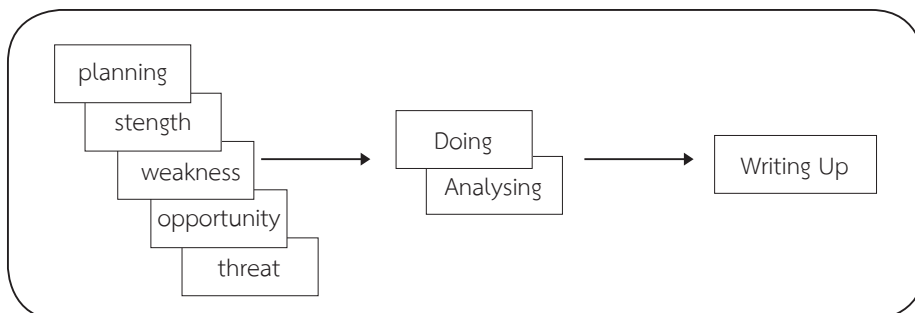 planning
stength
weakness
opportunity
threat
Doing
Analysing
Writing Up